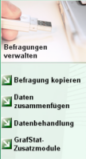 Befragungen
verwalten
Befragung kopieren
Daten
zusammenfügen
Datenbehandlung
GrafStat-
Zusatzmodule